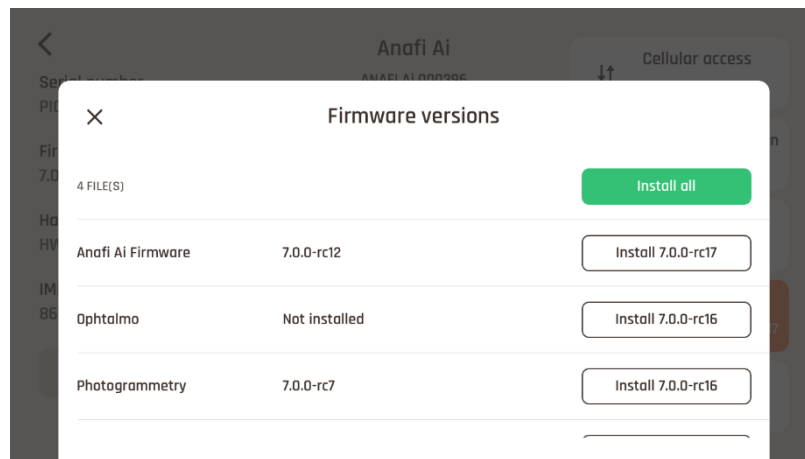 Anafi Ai
Cellular access
Firmware versions
4 FILE(S)
Install all
Anafi Ai Firmware 7.0.0-rc12 Install 7.0.0-rc17
Ophtalmo Not installed Install 7.0.0-rc16
Photogrammetry 7.0.0-rc7 Install 7.0.0-rc16